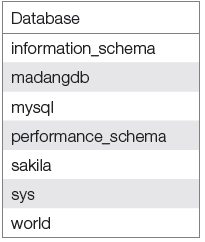 Database
information_schema
madangdb
mysql
performance_schema
sakila
sys
world